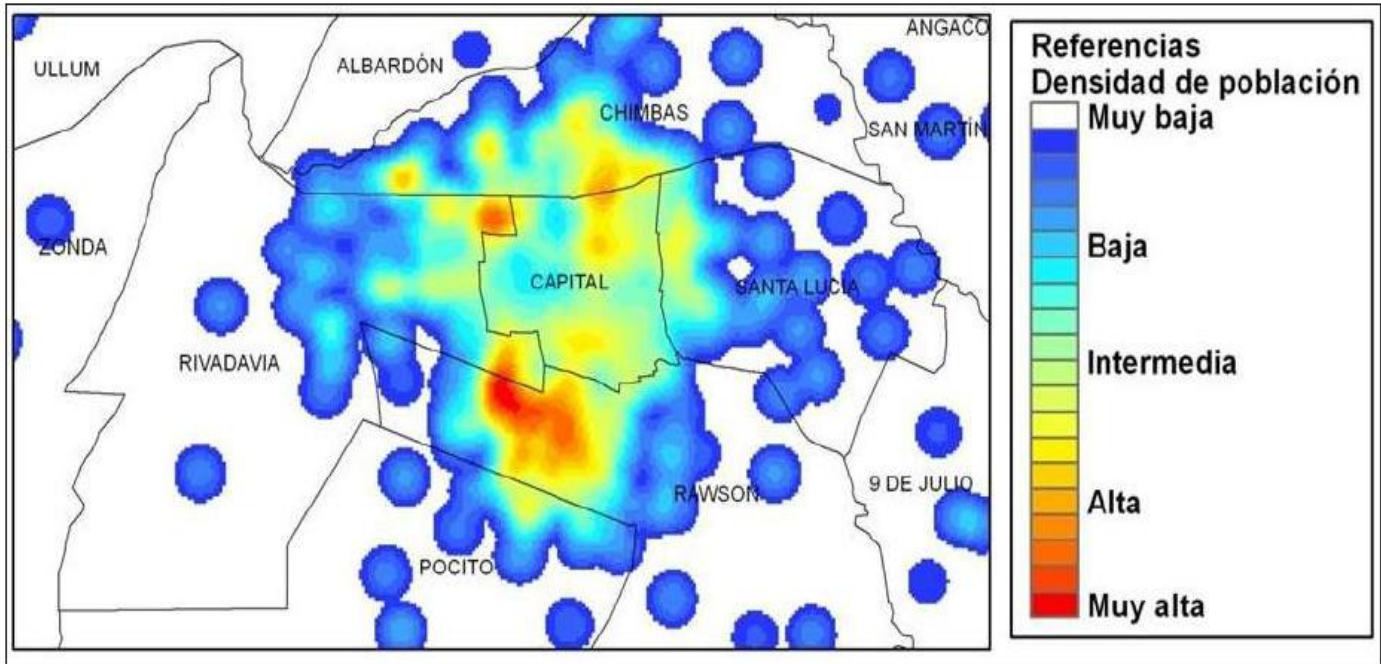 ULLUM
ALBARDÓN
ANGACO
CHIMBAS
SAN MARTÍN
ZONDA
CAPITAL
SANTA LUCÍA
RIVADAVIA
RAWSON
9 DE JULIO
POCITO
Referencias
Densidad de población
Muy baja
Baja
Intermedia
Alta
Muy alta